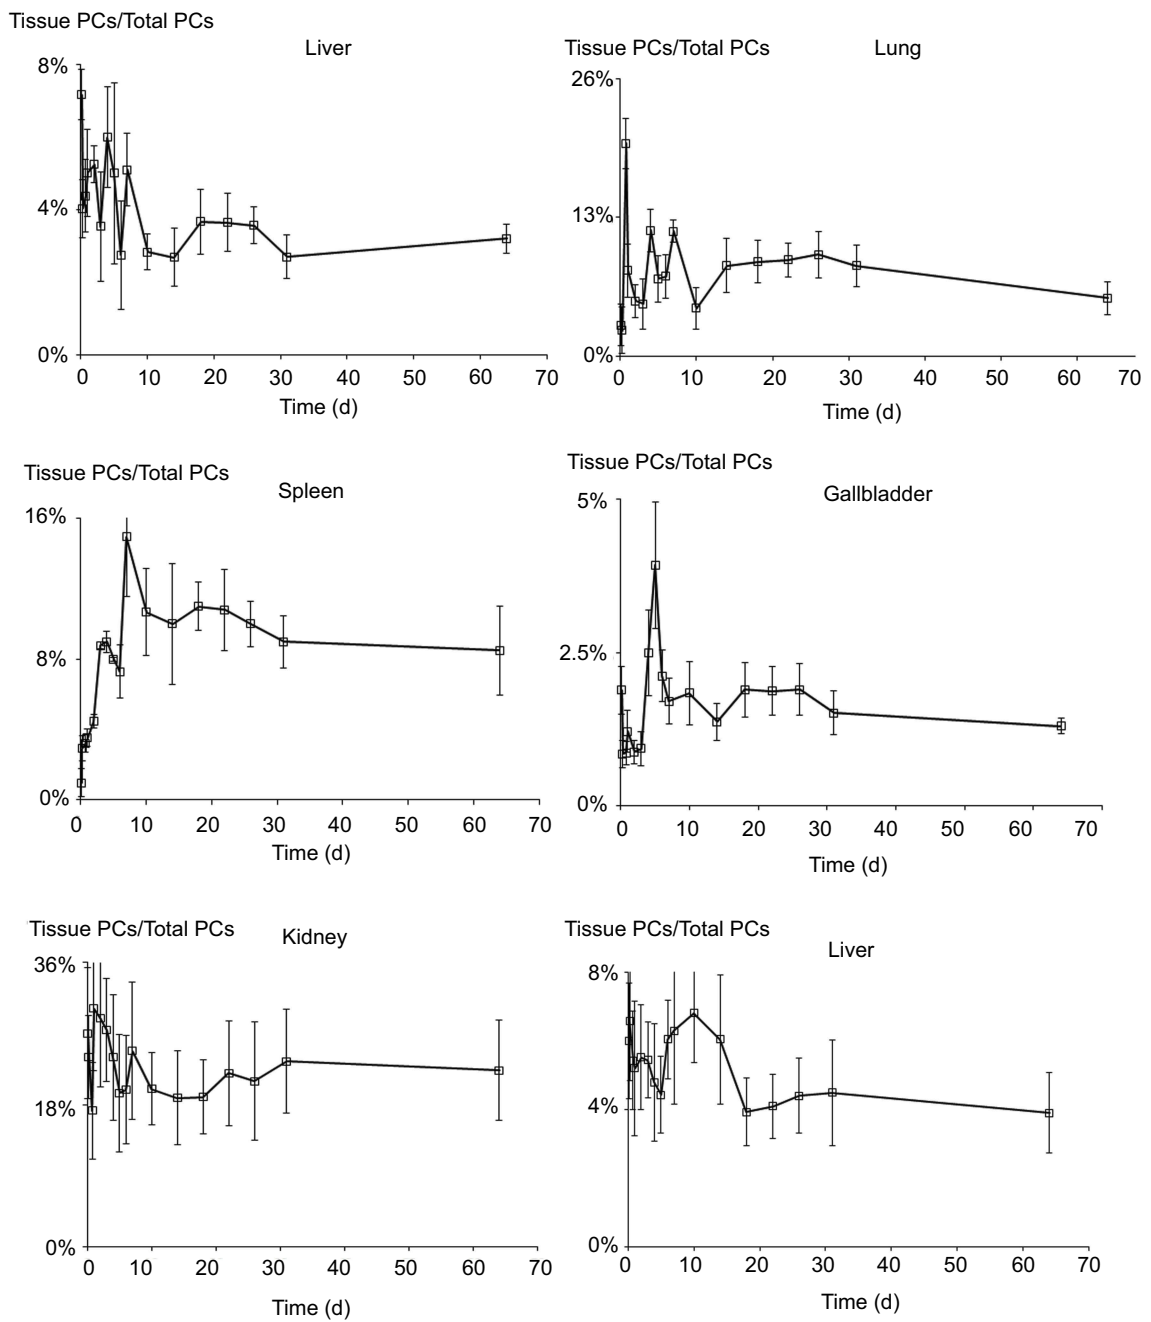 Tissue PCs/Total PCs
Liver
8%
4%
0%
0 10 20 30 40 50 60 70
Time (d)
Tissue PCs/Total PCs
Lung
26%
13%
0%
0 10 20 30 40 50 60 70
Time (d)
Tissue PCs/Total PCs
Spleen
16%
8%
0%
0 10 20 30 40 50 60 70
Time (d)
Tissue PCs/Total PCs
Gallbladder
5%
2.5%
0%
0 10 20 30 40 50 60 70
Time (d)
Tissue PCs/Total PCs
Kidney
36%
18%
0%
0 10 20 30 40 50 60 70
Time (d)
Tissue PCs/Total PCs
Liver
8%
4%
0%
0 10 20 30 40 50 60 70
Time (d)